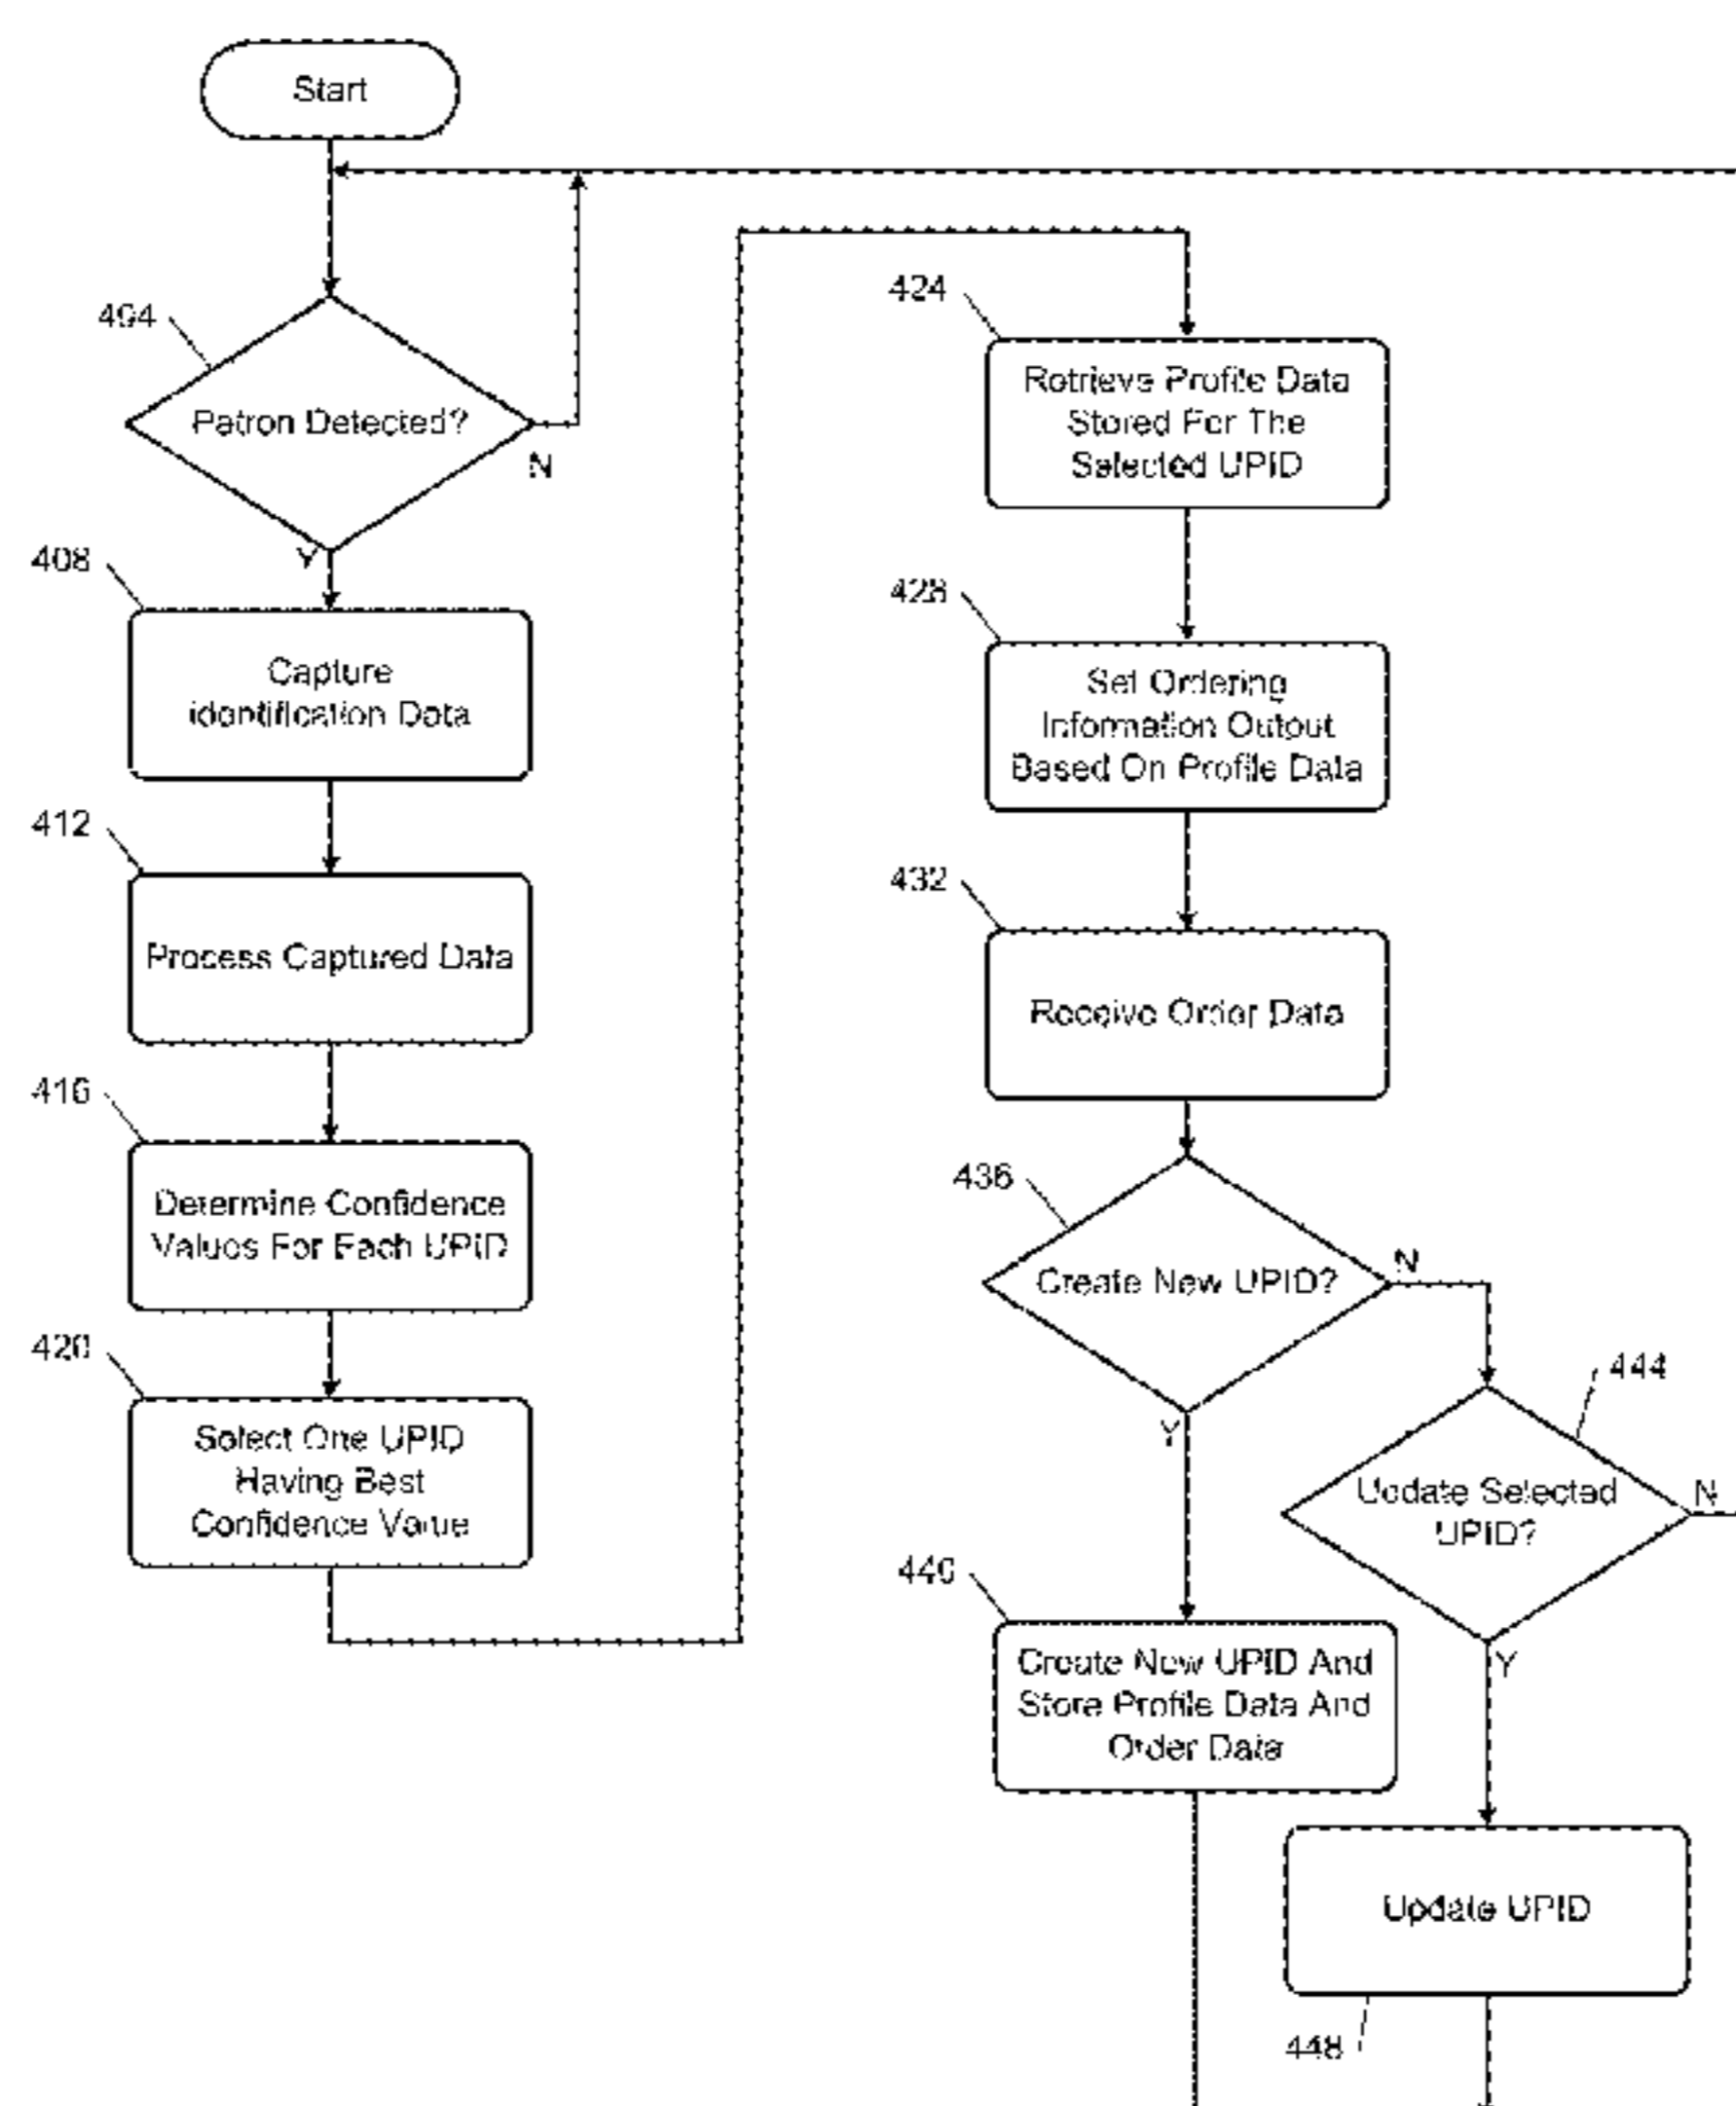 Start
404
Patron Detected?
N
Y
408
Capture
Identification Data
412
Process Captured Data
416
Determine Confidence
Values For Each UPID
420
Select One UPID
Having Best
Confidence Value
424
Retrieve Profile Data
Stored For The
Selected UPID
428
Set Ordering
Information Output
Based On Profile Data
432
Receive Order Data
436
Create New UPID?
N
Y
444
Update Selected
UPID?
N
Y
440
Create New UPID And
Store Profile Data And
Order Data
Update UPID
448